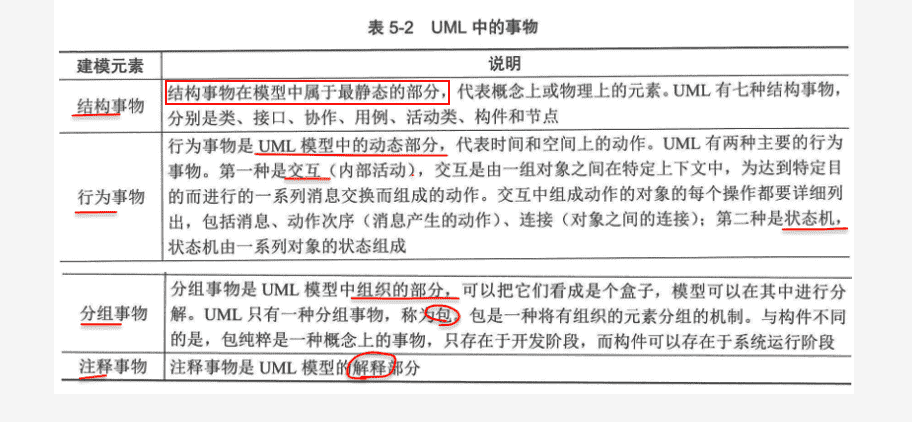 表 5-2 UML 中的事物
建模元素 说明
结构事物在模型中属于最静态的部分，代表概念上或物理上的元素。UML 有七种结构事物，
结构事物
分别是类、接口、协作、用例、活动类、构件和节点
行为事物是 UML 模型中的动态部分，代表时间和空间上的动作。UML 有两种主要的行为
事物。第一种是交互（内部活动），交互是由一组对象之间在特定上下文中，为达到特定目
行为事物
的而进行的一系列消息交换而组成的动作。交互中组成动作的对象的每个操作都要详细列
出，包括消息、动作次序（消息产生的动作）、连接（对象之间的连接）；第二种是状态机，
状态机由一系列对象的状态组成
分组事物是 UML 模型中组织的部分，可以把它们看成是个盒子，模型可以在其中进行分
分组事物
解。UML 只有一种分组事物，称为包。包是一种将有组织的元素分组的机制。与构件不同
的是，包纯粹是一种概念上的事物，只存在于开发阶段，而构件可以存在于系统运行阶段
注释事物 注释事物是 UML 模型的解释部分